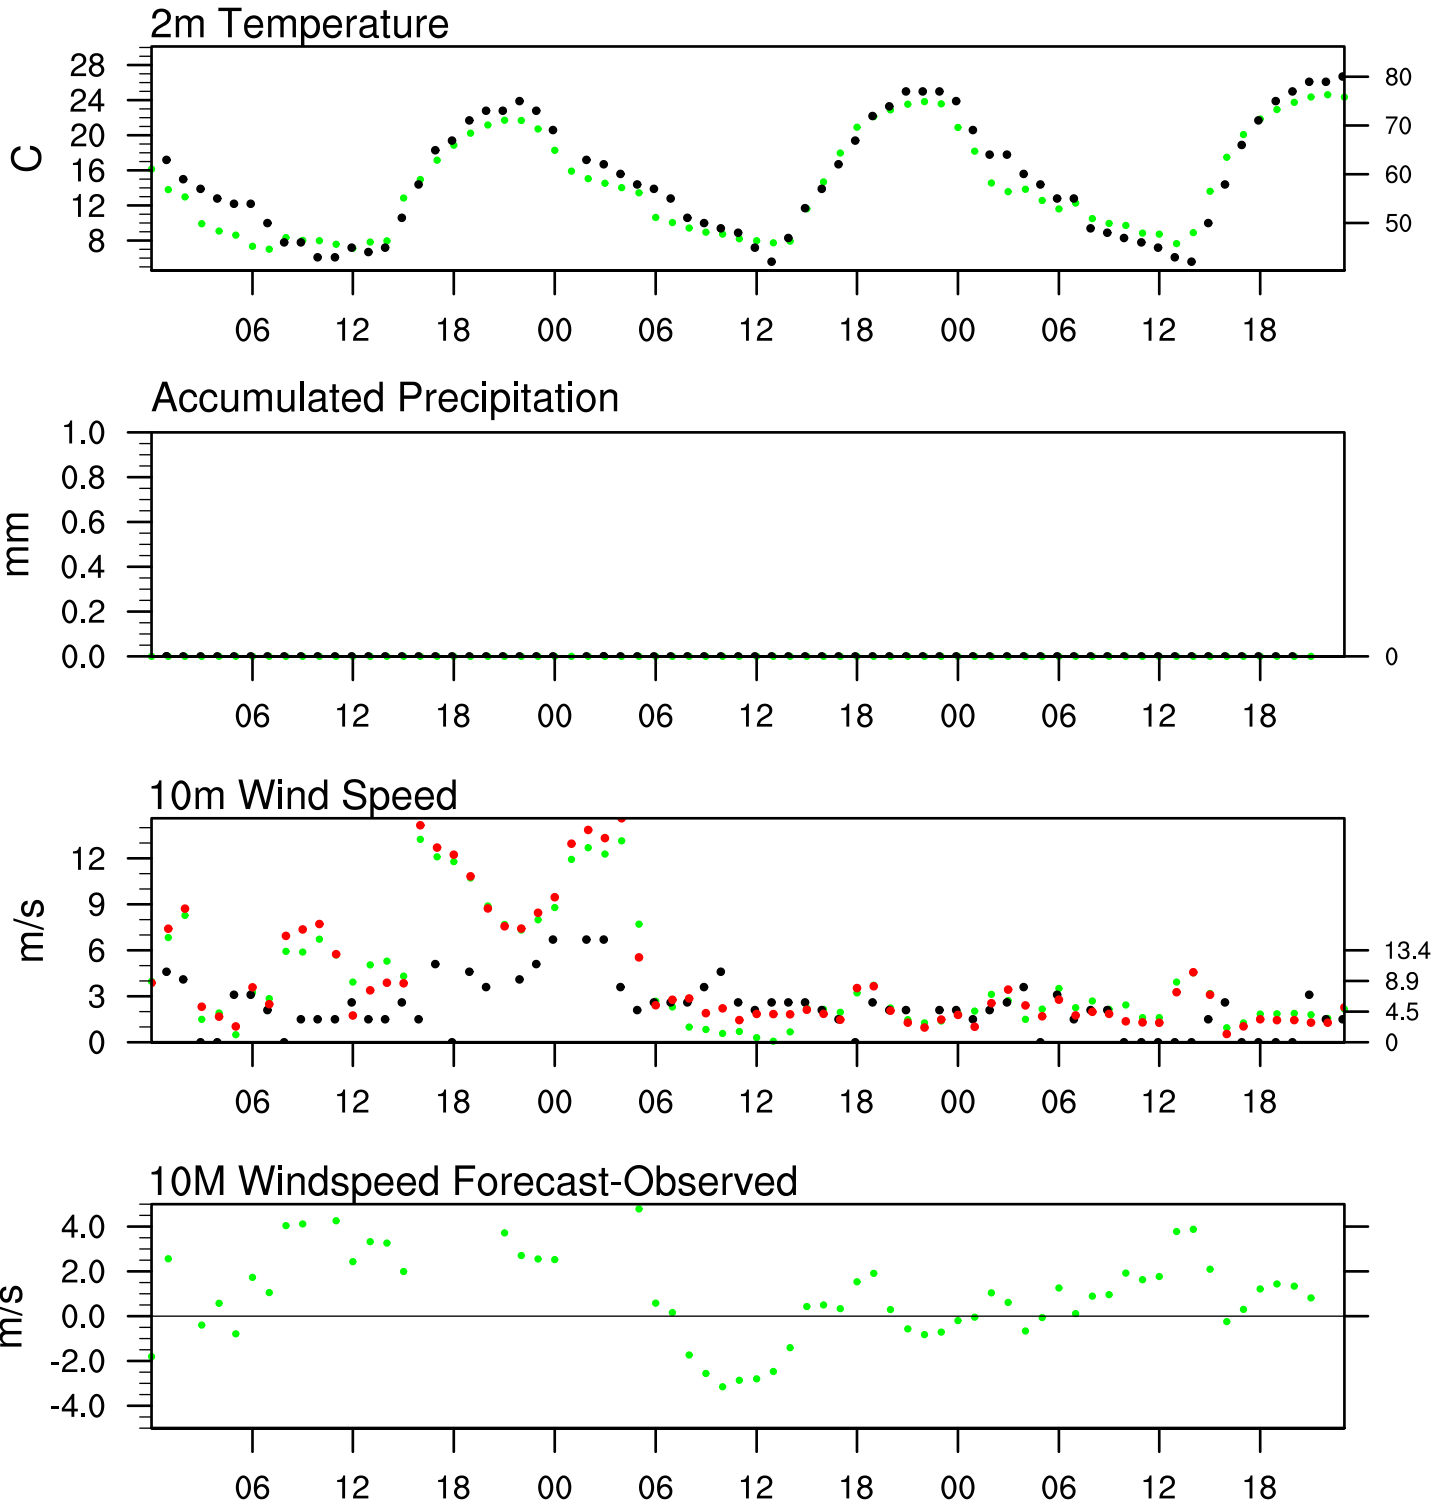 2m Temperature
28
24
20
16
12
8
C
80
70
60
50
06 12 18 00 06 12 18 00 06 12 18
Accumulated Precipitation
1.0
0.8
0.6
0.4
0.2
0.0
mm
0
06 12 18 00 06 12 18 00 06 12 18
10m Wind Speed
12
9
6
3
0
m/s
13.4
8.9
4.5
0
06 12 18 00 06 12 18 00 06 12 18
10M Windspeed Forecast-Observed
4.0
2.0
0.0
-2.0
-4.0
m/s
06 12 18 00 06 12 18 00 06 12 18